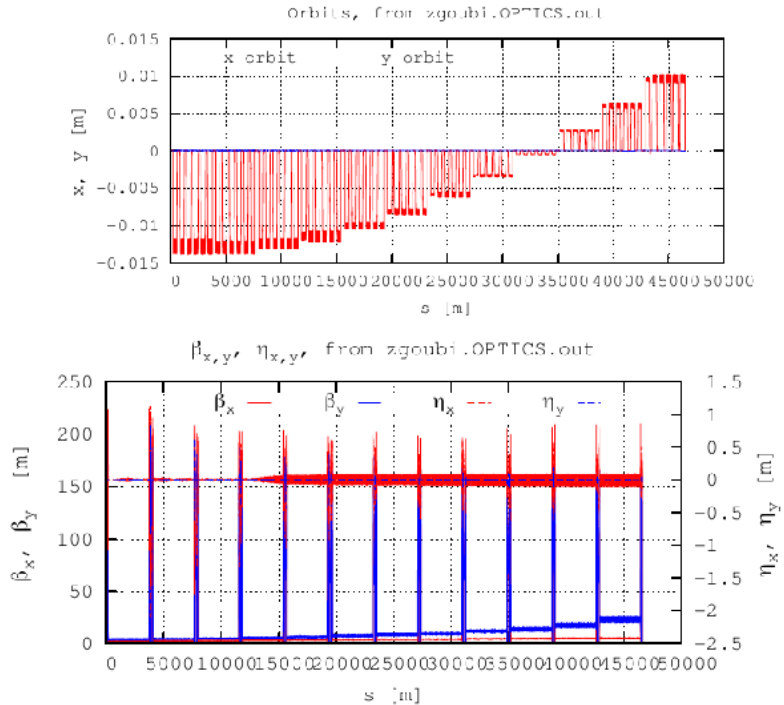 Orbits, from zgoubi.OPTICS.out
x orbit y orbit
0.015
0.01
0.005
0
-0.005
-0.01
-0.015
x, y [m]
0 5000 10000 15000 20000 25000 30000 35000 40000 45000 50000
s [m]
βx,y, ηx,y, from zgoubi.OPTICS.out
βx βy ηx ηy
250
200
150
100
50
0
βx, βy [m]
1.5
1
0.5
0
-0.5
-1
-1.5
-2
-2.5
ηx, ηy [m]
0 5000 10000 15000 20000 25000 30000 35000 40000 45000 50000
s [m]